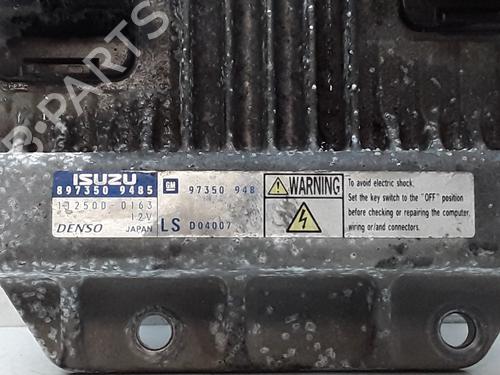 B-PARTS
ISUZU
897350 9485
112500-0163
12V
DENSO JAPAN
GM 97350 948
LS D04007
WARNING
To avoid electric shock.
Set the key switch to the "OFF" position
before checking or repairing the computer,
wiring or/and connectors.